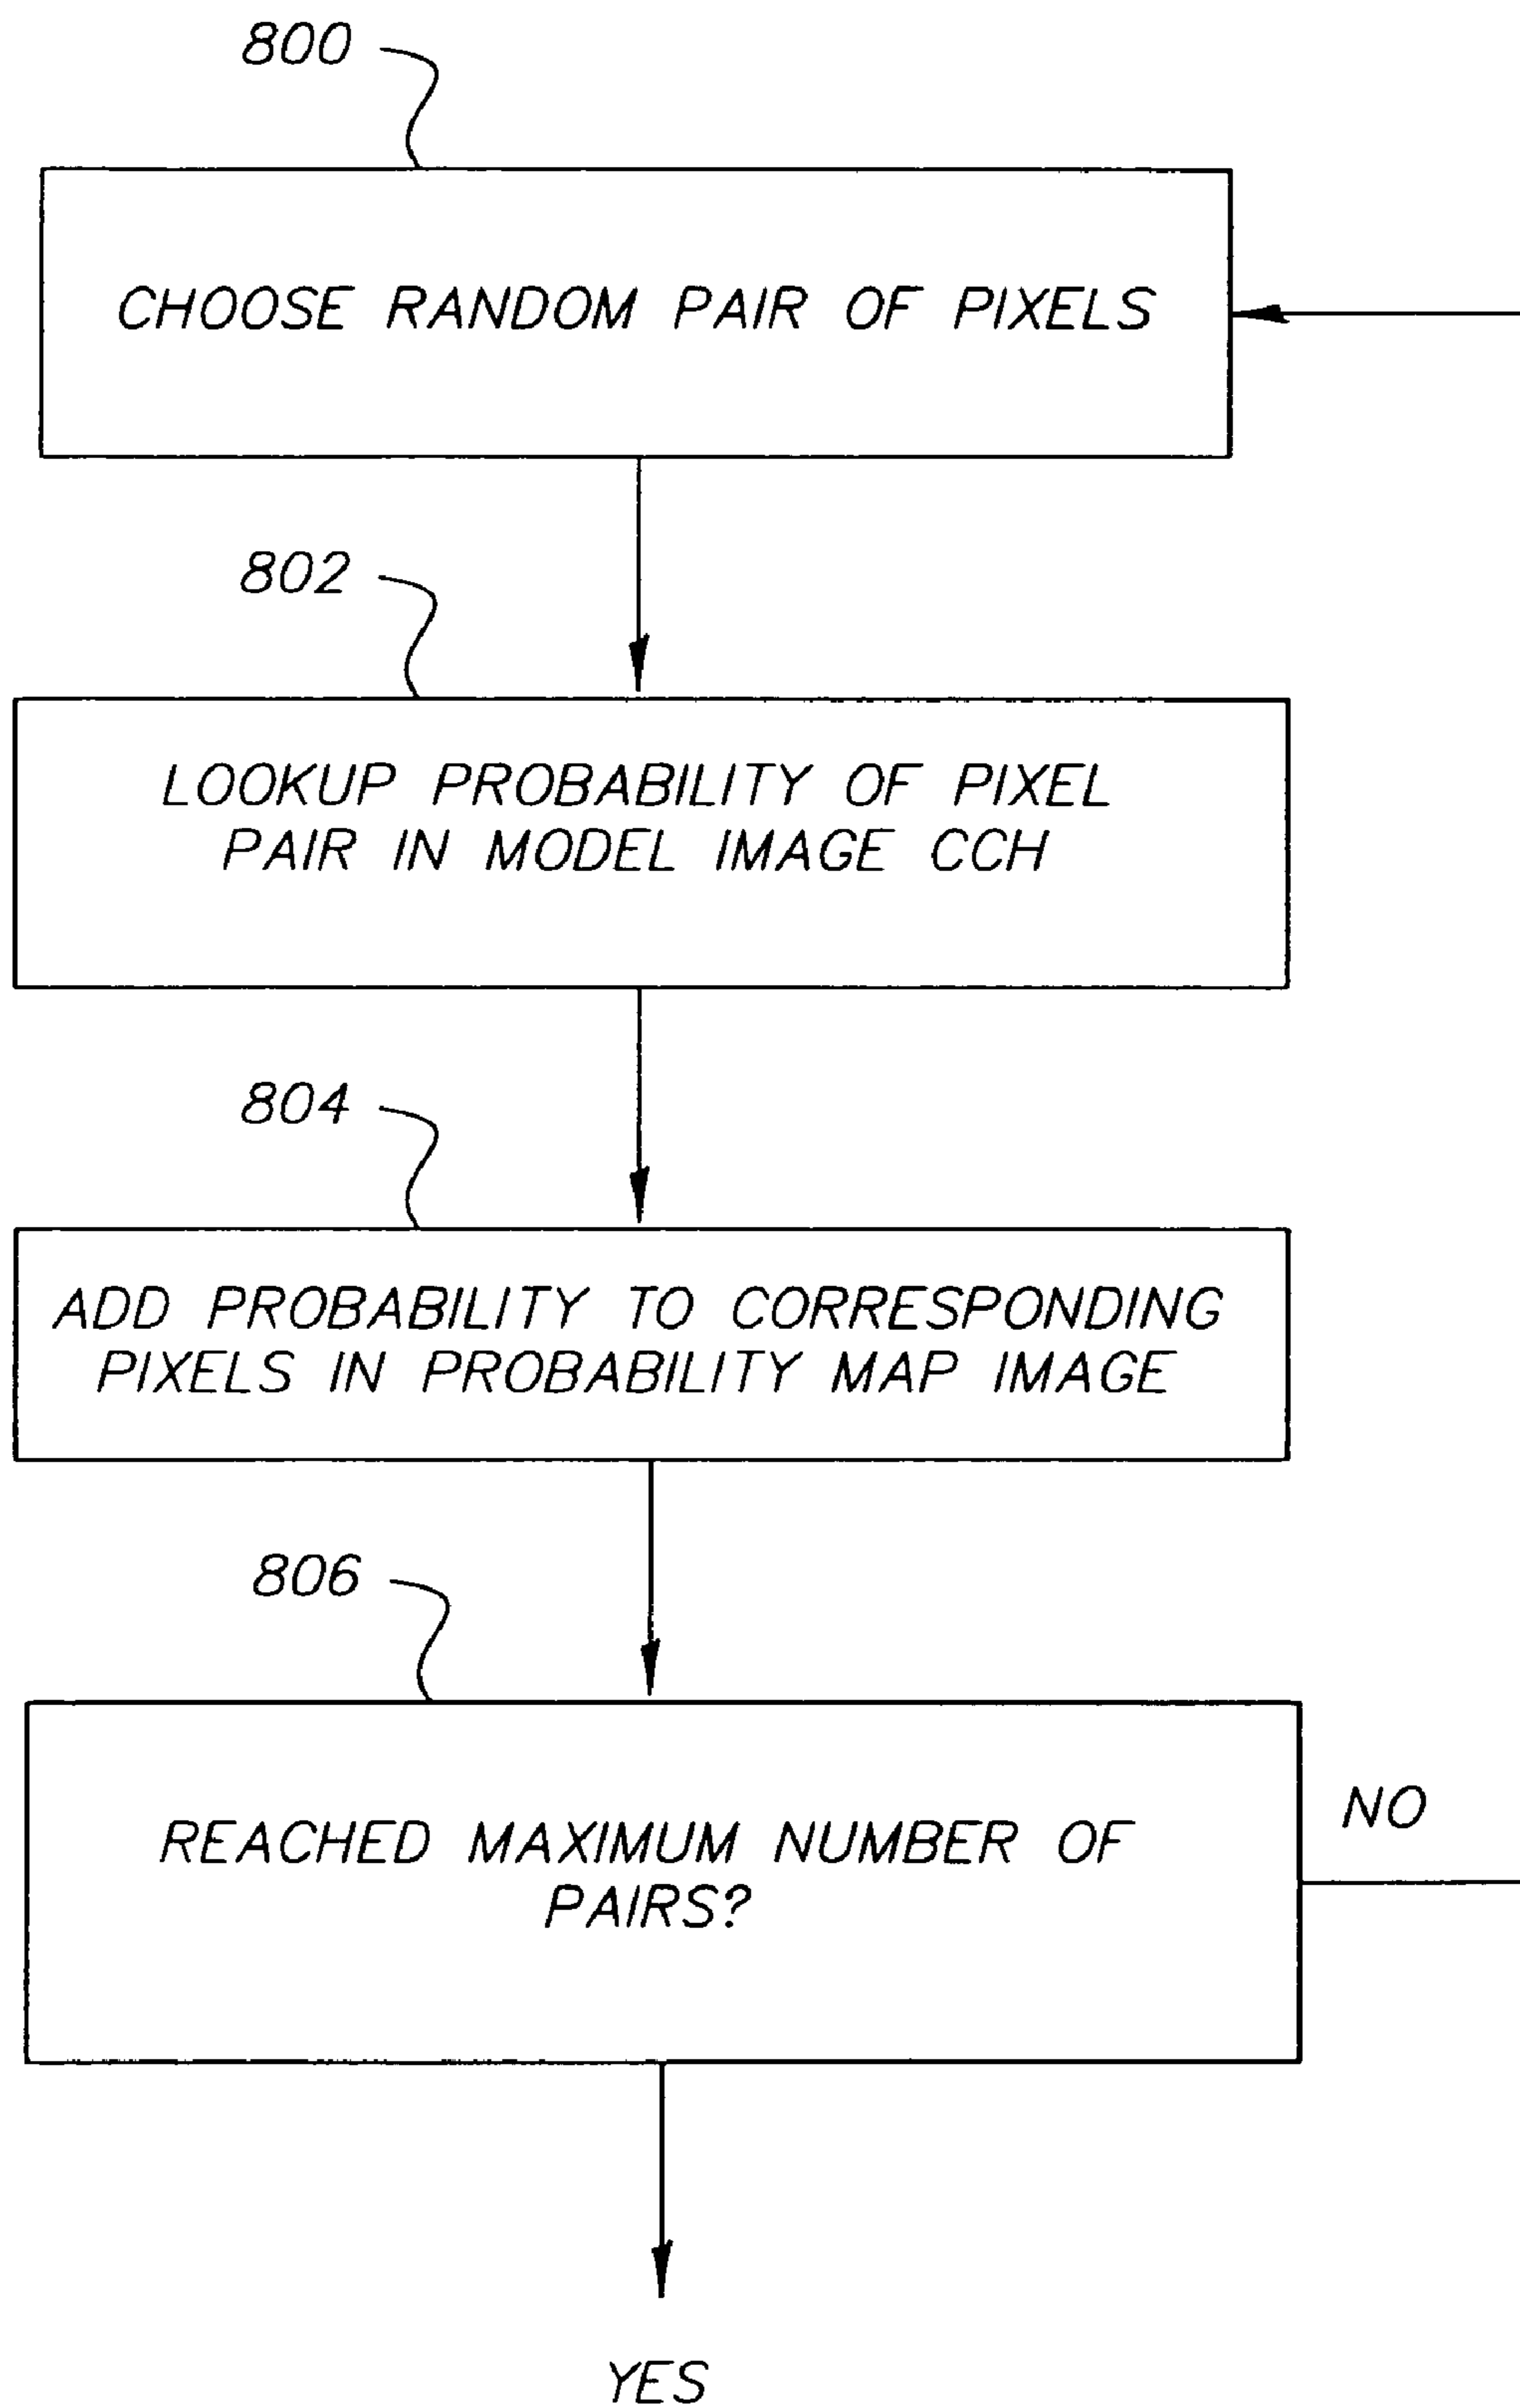 800
CHOOSE RANDOM PAIR OF PIXELS
802
LOOKUP PROBABILITY OF PIXEL
PAIR IN MODEL IMAGE CCH
804
ADD PROBABILITY TO CORRESPONDING
PIXELS IN PROBABILITY MAP IMAGE
806
REACHED MAXIMUM NUMBER OF
PAIRS?
NO
YES